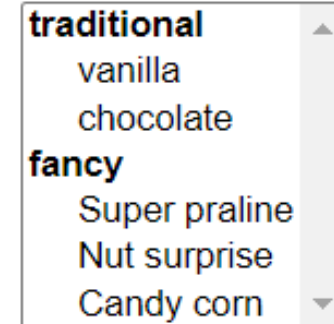 traditional
vanilla
chocolate
fancy
Super praline
Nut surprise
Candy corn